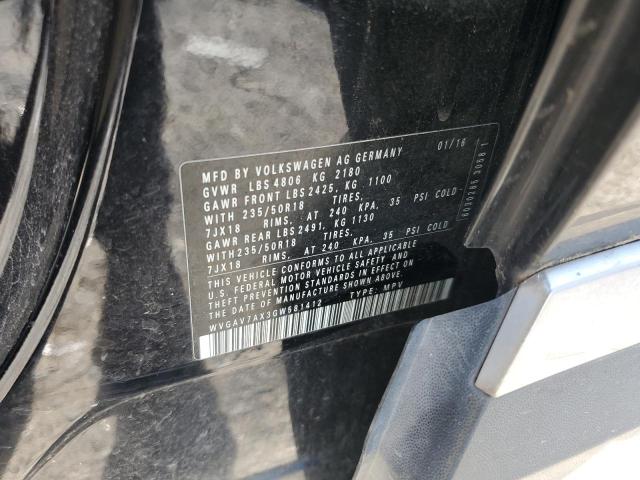 MFD BY VOLKSWAGEN AG GERMANY 01/16
GVWR LBS 4806 KG 2180
GAWR FRONT LBS 2425, KG 1100
WITH 235/50R18 TIRES,
7JX18 RIMS, AT 240 KPA, 35 PSI COLD
GAWR REAR LBS 2491, KG 1130
WITH 235/50R18 TIRES,
7JX18 RIMS, AT 240 KPA, 35 PSI COLD
THIS VEHICLE CONFORMS TO ALL APPLICABLE
U.S. FEDERAL MOTOR VEHICLE SAFETY AND
THEFT PREVENTION STANDARDS IN EFFECT ON
THE DATE OF MANUFACTURE SHOWN ABOVE.
WVGAV7AX3GW581412 TYPE: MPV